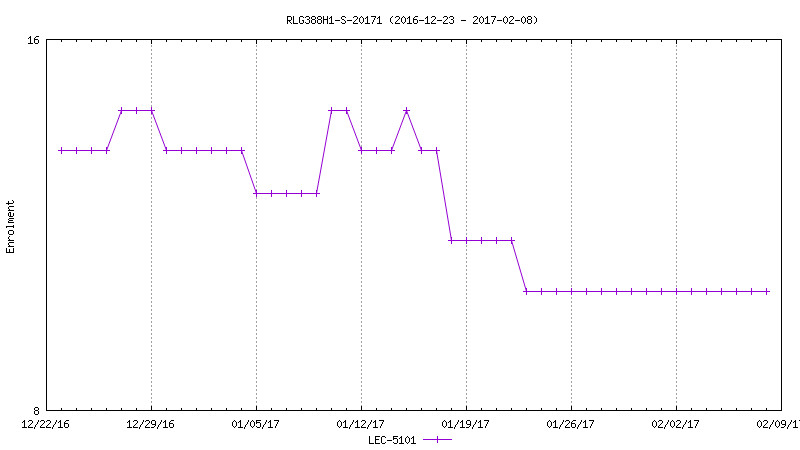 RLG388H1-S-20171 (2016-12-23 - 2017-02-08)
16
Enrolment
8
12/22/16 12/29/16 01/05/17 01/12/17 01/19/17 01/26/17 02/02/17 02/09/1
LEC-5101